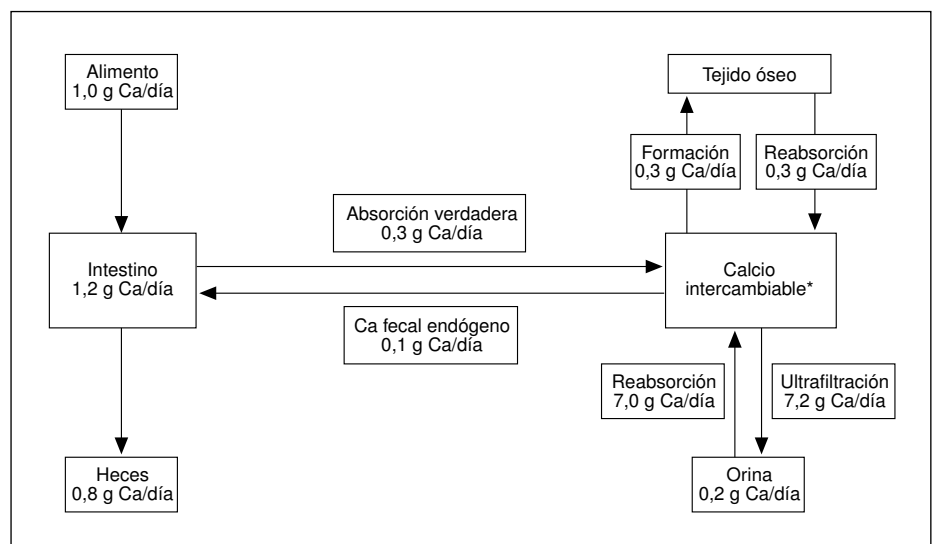 Alimento
1,0 g Ca/día
Tejido óseo
Formación
0,3 g Ca/día
Reabsorción
0,3 g Ca/día
Absorción verdadera
0,3 g Ca/día
Intestino
1,2 g Ca/día
Calcio
intercambiable*
Ca fecal endógeno
0,1 g Ca/día
Reabsorción
7,0 g Ca/día
Ultrafiltración
7,2 g Ca/día
Heces
0,8 g Ca/día
Orina
0,2 g Ca/día